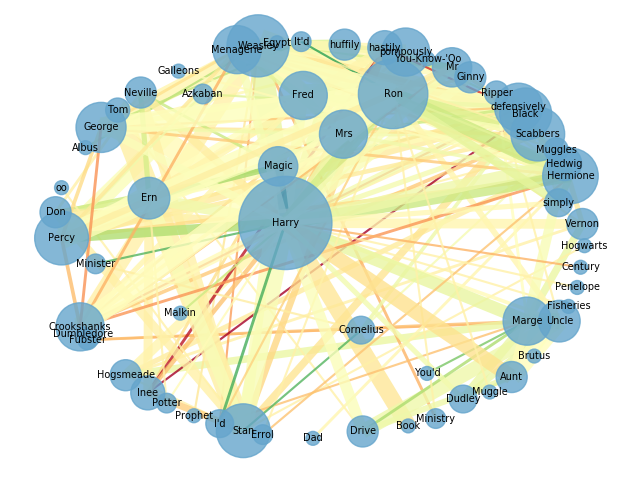 Weasley
Egypt
It'd
huffily
hastily
Menagerie
pompously
You-Know-'Oo
Mr
Galleons
Ginny
Neville
Azkaban
Fred
Ron
Ripper
defensively
Tom
Black
George
Mrs
Scabbers
Albus
Muggles
Hedwig
Magic
Hermione
oo
Ern
simply
Don
Harry
Vernon
Percy
Hogwarts
Minister
Century
Penelope
Malkin
Fisheries
Marge
Uncle
Crookshanks
Dumbledore
Fubster
Cornelius
Brutus
Hogsmeade
You'd
Aunt
Inee
Muggle
Potter
Dudley
Prophet
Ministry
I'd
Book
Stan
Errol
Drive
Dad